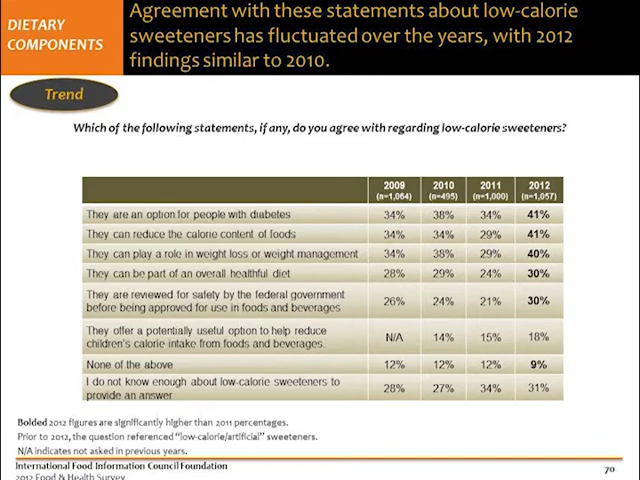 DIETARY
COMPONENTS
Agreement with these statements about low-calorie
sweeteners has fluctuated over the years, with 2012
findings similar to 2010.
Trend
Which of the following statements, if any, do you agree with regarding low-calorie sweeteners?
2009 2010 2011 2012
(n=1,064) (n=495) (n=1,000) (n=1,057)
They are an option for people with diabetes 34% 38% 34% 41%
They can reduce the calorie content of foods 34% 34% 29% 41%
They can play a role in weight loss or weight management 34% 38% 29% 40%
They can be part of an overall healthful diet 28% 29% 24% 30%
They are reviewed for safety by the federal government
before being approved for use in foods and beverages 26% 24% 21% 30%
They offer a potentially useful option to help reduce
children's calorie intake from foods and beverages. N/A 14% 15% 18%
None of the above 12% 12% 12% 9%
I do not know enough about low-calorie sweeteners to
provide an answer 28% 27% 34% 31%
Bolded 2012 figures are significantly higher than 2011 percentages.
Prior to 2012, the question referenced "low-calorie/artificial" sweeteners.
N/A indicates not asked in previous years.
International Food Information Council Foundation
2012 Food & Health Survey
70